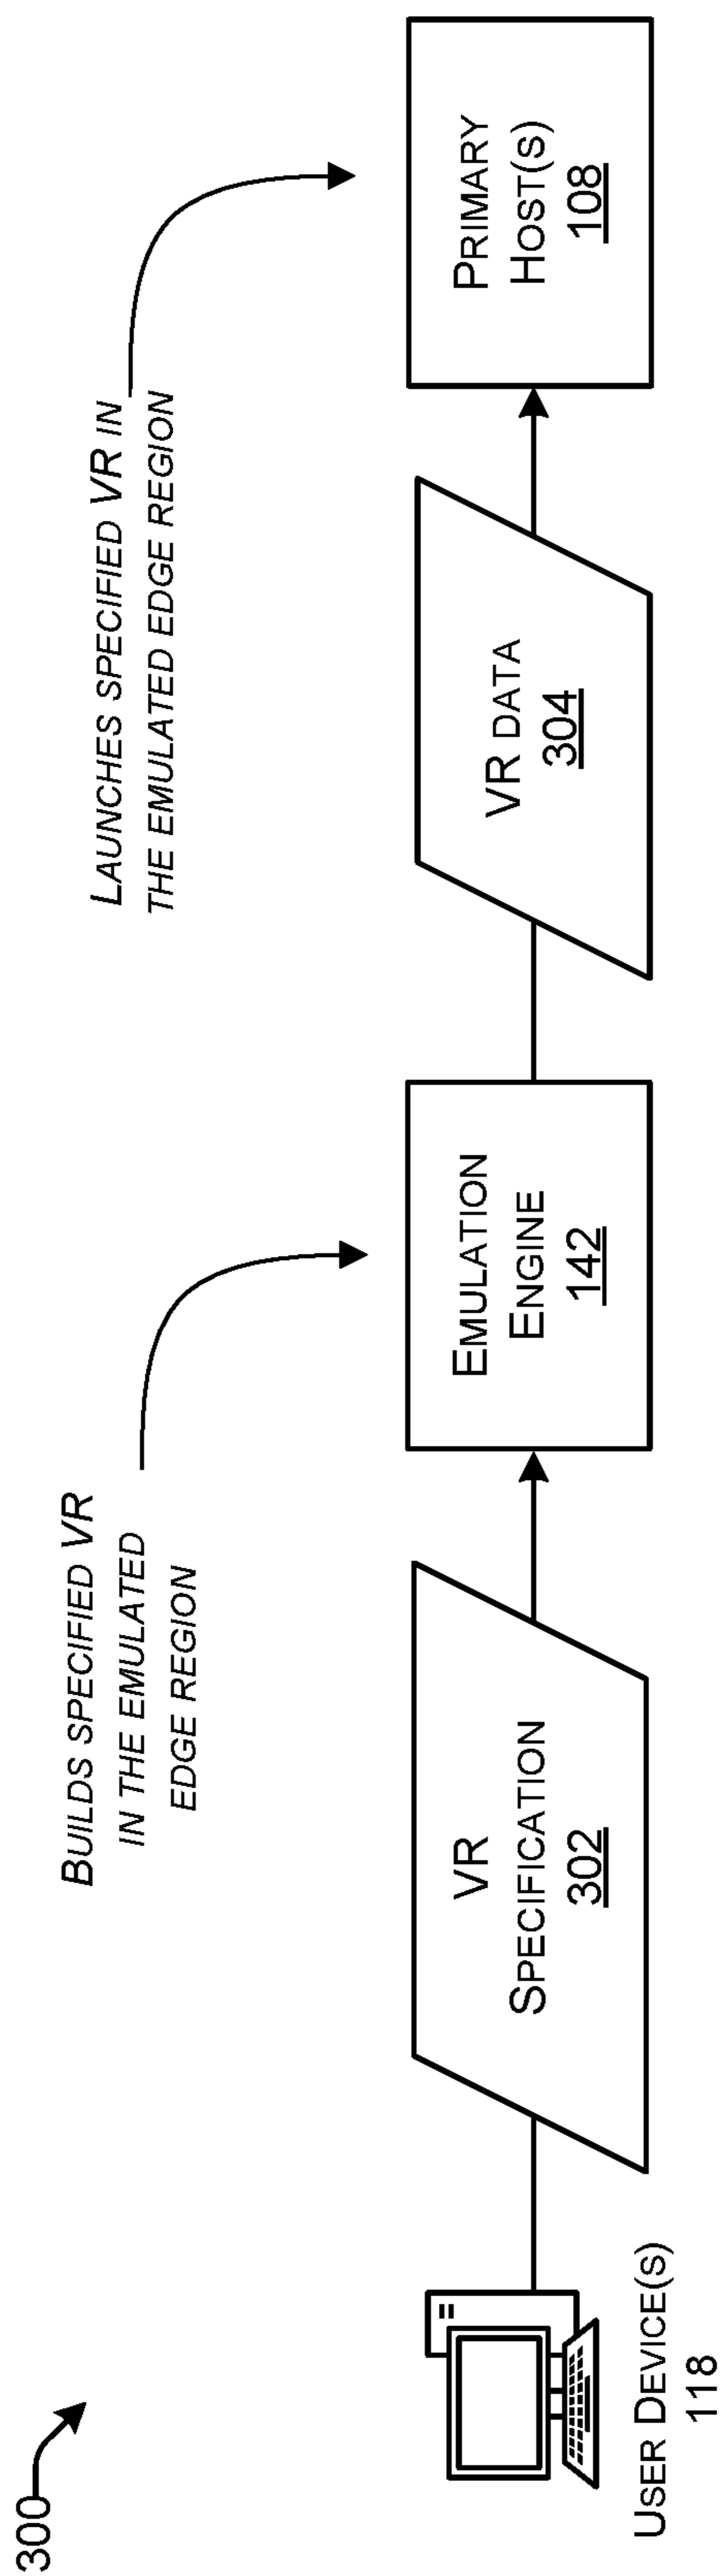 300
BUILDS SPECIFIED VR
IN THE EMULATED
EDGE REGION
LAUNCHES SPECIFIED VR IN
THE EMULATED EDGE REGION
USER DEVICE(S)
118
VR
SPECIFICATION
302
EMULATION
ENGINE
142
VR DATA
304
PRIMARY
HOST(S)
108